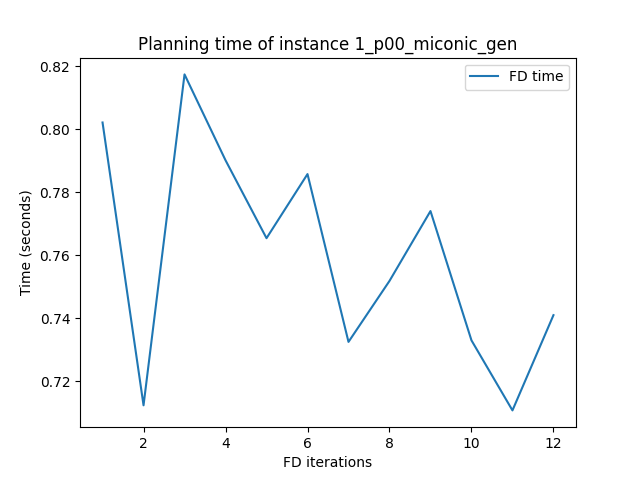 Planning time of instance 1_p00_miconic_gen
FD time
Time (seconds)
0.82
0.80
0.78
0.76
0.74
0.72
2 4 6 8 10 12
FD iterations